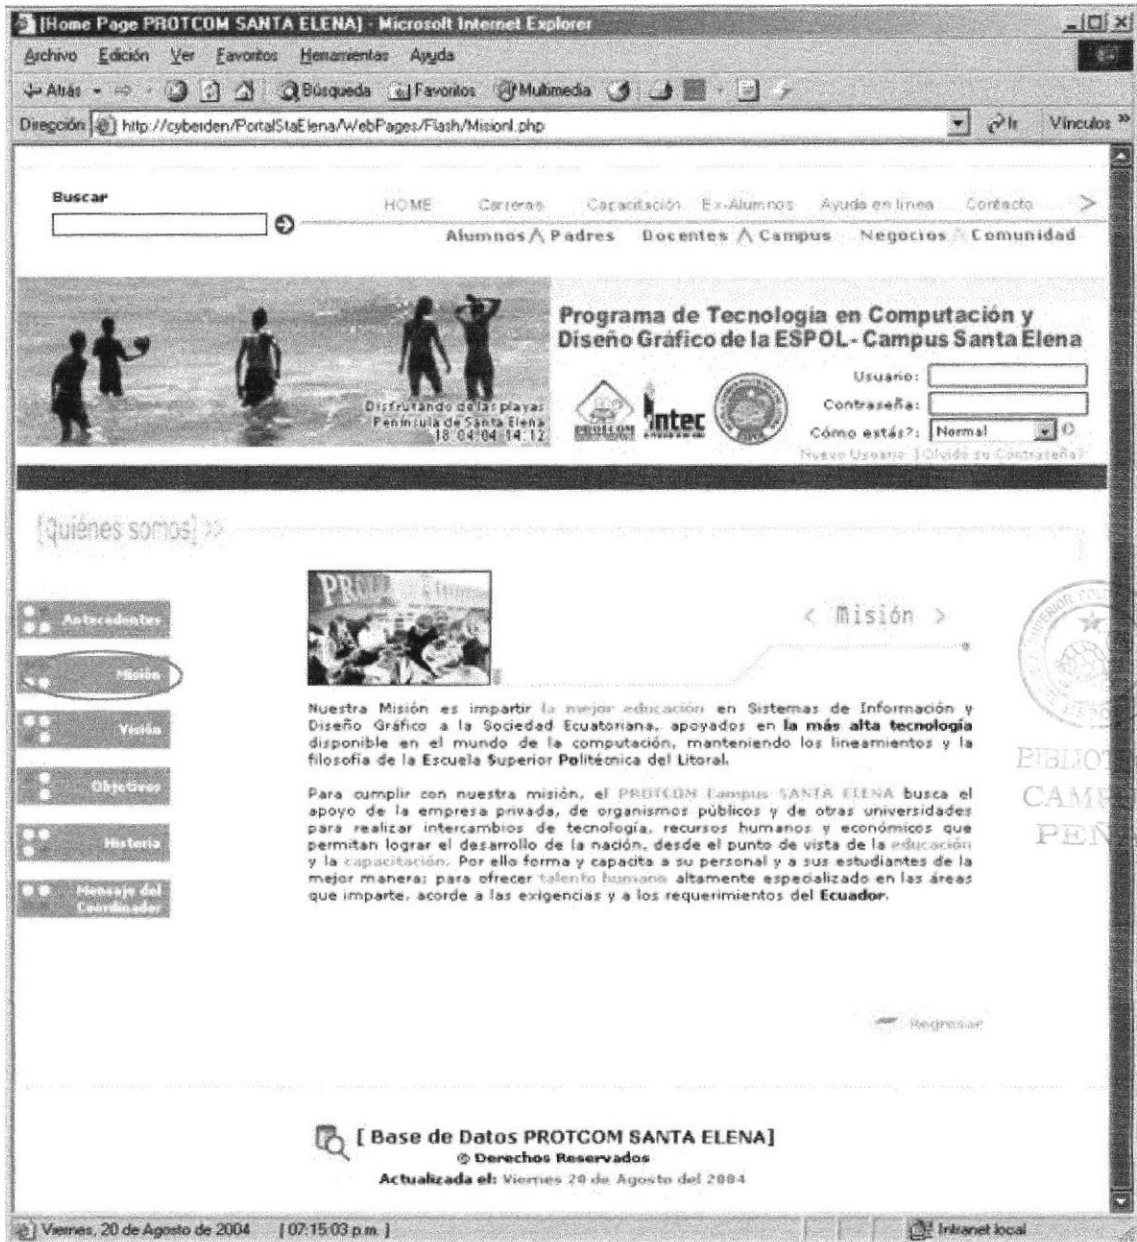 [Home Page PROTCOM SANTA ELENA] - Microsoft Internet Explorer
Archivo Edición Ver Favoritos Herramientas Ayuda
Atrás Búsqueda Favoritos Multimedia
Dirección http://cyberden/PortalStaElena/WebPages/Flash/Misionl.php Ir Vínculos »
Buscar
HOME Carreras Capacitación Ex-Alumnos Ayuda en linea Contacto >
Alumnos Padres Docentes Campus Negocios Comunidad
Programa de Tecnología en Computación y
Diseño Gráfico de la ESPOL - Campus Santa Elena
Disfrutando de las playas
Península de Santa Elena
18.04.04 14:12
PROTCOM
intec
ESPOL
Usuario:
Contraseña:
Cómo estás?: Normal
Nuevo Usuario | Olvidó su Contraseña?
[Quiénes somos] >>
Antecedentes
Misión
Visión
Objetivos
Historia
Mensaje del
Coordinador
< Misión >
Nuestra Misión es impartir la mejor educación en Sistemas de Información y
Diseño Gráfico a la Sociedad Ecuatoriana, apoyados en la más alta tecnología
disponible en el mundo de la computación, manteniendo los lineamientos y la
filosofía de la Escuela Superior Politécnica del Litoral.
Para cumplir con nuestra misión, el PROTCOM Campus SANTA ELENA busca el
apoyo de la empresa privada, de organismos públicos y de otras universidades
para realizar intercambios de tecnología, recursos humanos y económicos que
permitan lograr el desarrollo de la nación, desde el punto de vista de la educación
y la capacitación. Por ello forma y capacita a su personal y a sus estudiantes de la
mejor manera; para ofrecer talento humano altamente especializado en las áreas
que imparte, acorde a las exigencias y a los requerimientos del Ecuador.
BIBLIOT
CAMP
PEÑ
Regresar
[ Base de Datos PROTCOM SANTA ELENA]
© Derechos Reservados
Actualizada el: Viernes 20 de Agosto del 2004
Viernes, 20 de Agosto de 2004 [ 07:15:03 p.m. ] Intranet local